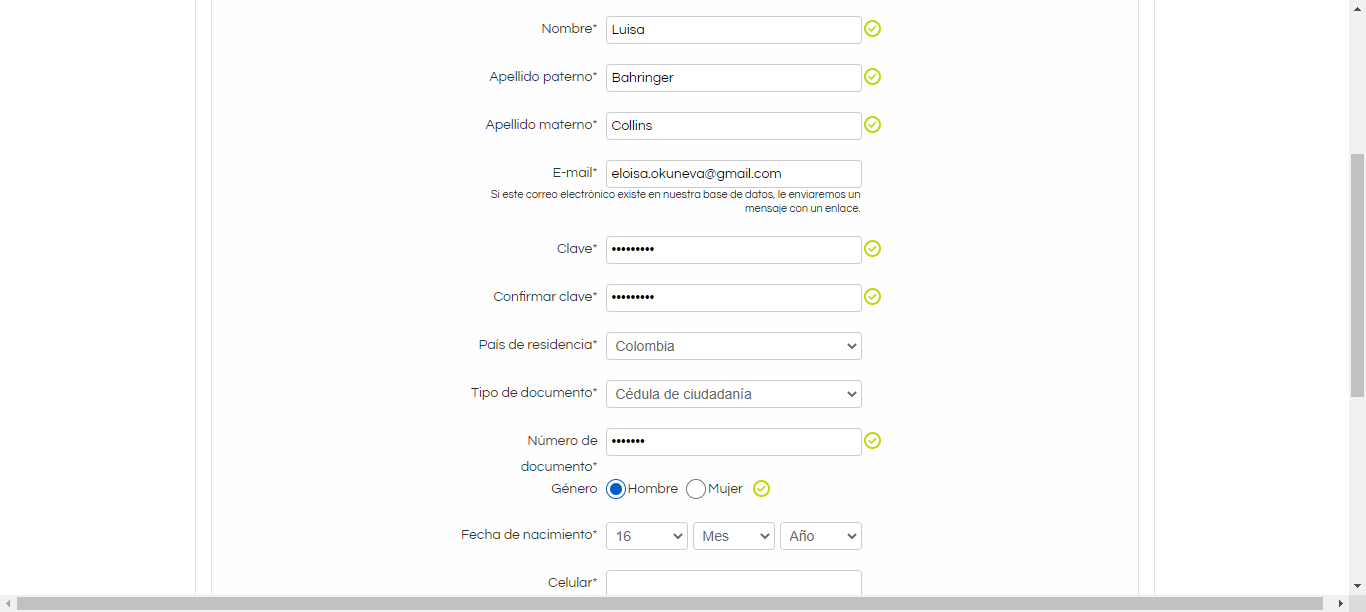 Nombre* Luisa
Apellido paterno* Bahringer
Apellido materno* Collins
E-mail* eloisa.okuneva@gmail.com
Si este correo electrónico existe en nuestra base de datos, le enviaremos un
mensaje con un enlace.
Clave* •••••••••
Confirmar clave* •••••••••
País de residencia* Colombia
Tipo de documento* Cédula de ciudadanía
Número de •••••••
documento*
Género Hombre Mujer
Fecha de nacimiento* 16 Mes Año
Celular*